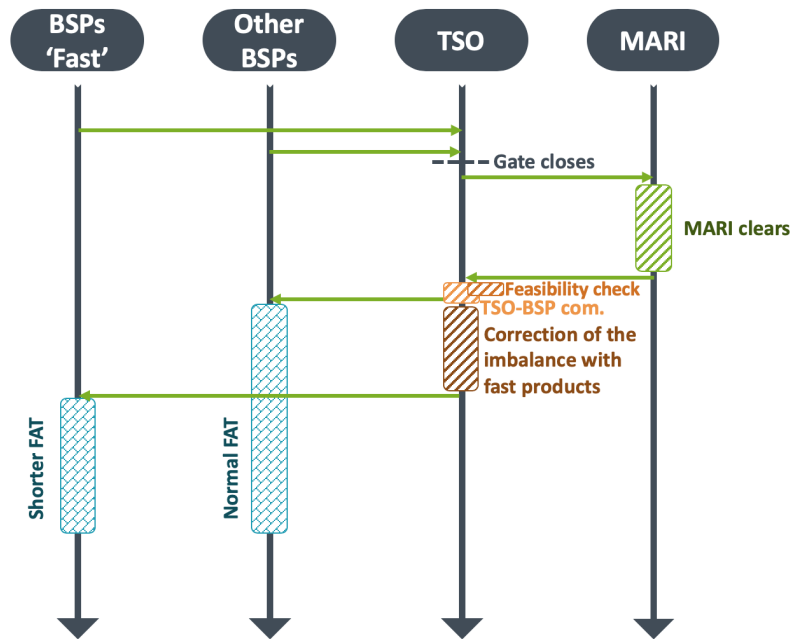 BSPs
‘Fast’
Other
BSPs
TSO
MARI
Gate closes
MARI clears
Feasibility check
TSO-BSP com.
Correction of the
imbalance with
fast products
Shorter FAT
Normal FAT